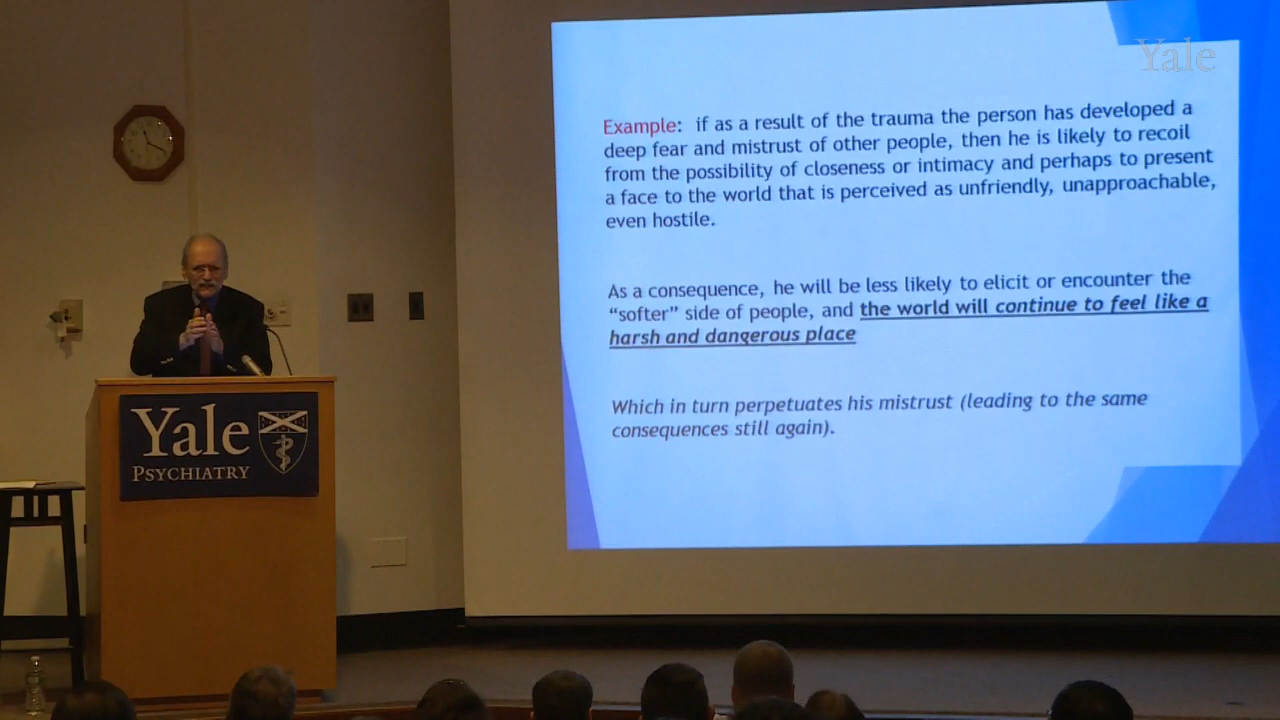 Yale
Example: if as a result of the trauma the person has developed a
deep fear and mistrust of other people, then he is likely to recoil
from the possibility of closeness or intimacy and perhaps to present
a face to the world that is perceived as unfriendly, unapproachable,
even hostile.
As a consequence, he will be less likely to elicit or encounter the
“softer” side of people, and the world will continue to feel like a
harsh and dangerous place
Which in turn perpetuates his mistrust (leading to the same
consequences still again).
Yale
PSYCHIATRY